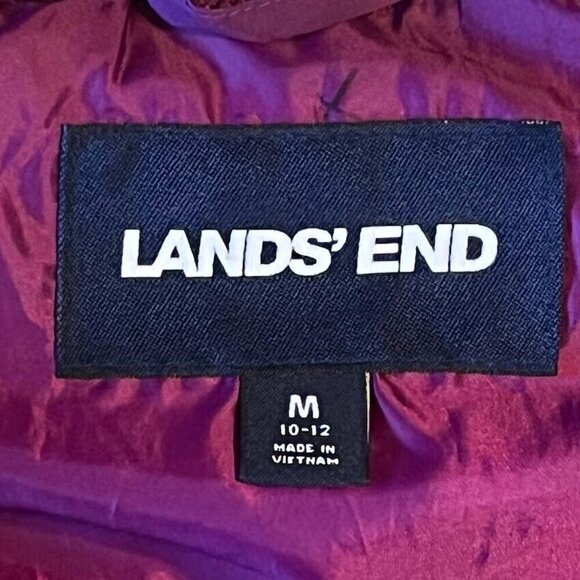 LANDS' END
M
10-12
MADE IN
VIETNAM